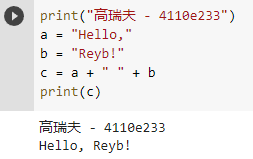 print("高瑞夫 - 4110e233")
a = "Hello,"
b = "Reyb!"
c = a + " " + b
print(c)
高瑞夫 - 4110e233
Hello, Reyb!